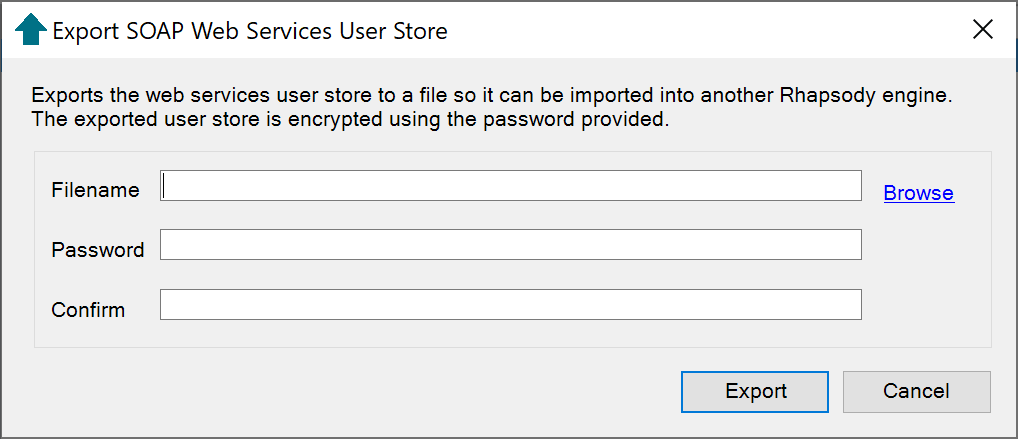 Export SOAP Web Services User Store
Exports the web services user store to a file so it can be imported into another Rhapsody engine.
The exported user store is encrypted using the password provided.
Filename
Browse
Password
Confirm
Export
Cancel